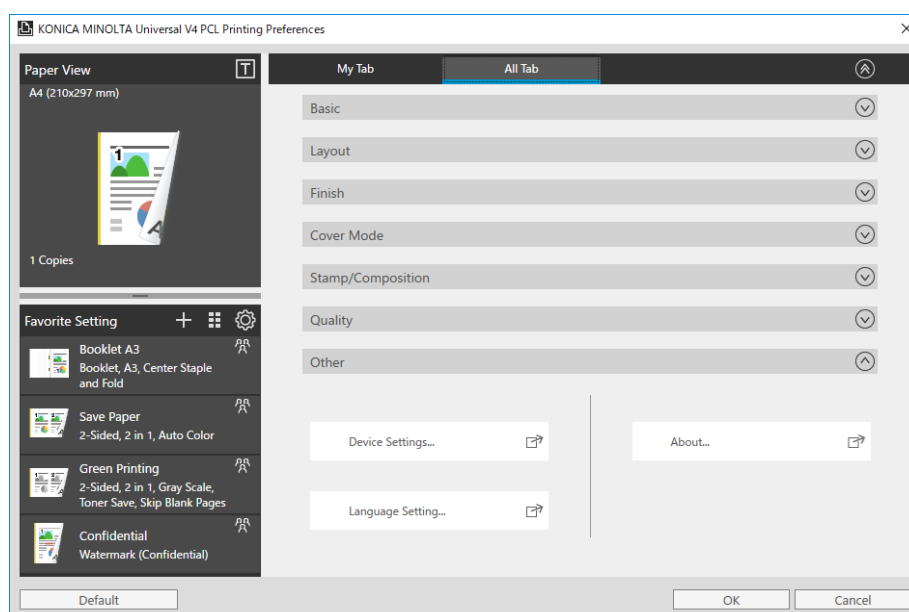 KONICA MINOLTA Universal V4 PCL Printing Preferences
Paper View
T
A4 (210x297 mm)
1
A
1 Copies
Favorite Setting
Booklet A3
Booklet, A3, Center Staple
and Fold
Save Paper
2-Sided, 2 in 1, Auto Color
Green Printing
2-Sided, 2 in 1, Gray Scale,
Toner Save, Skip Blank Pages
Confidential
Watermark (Confidential)
My Tab
All Tab
Basic
Layout
Finish
Cover Mode
Stamp/Composition
Quality
Other
Device Settings...
About...
Language Setting...
Default
OK
Cancel